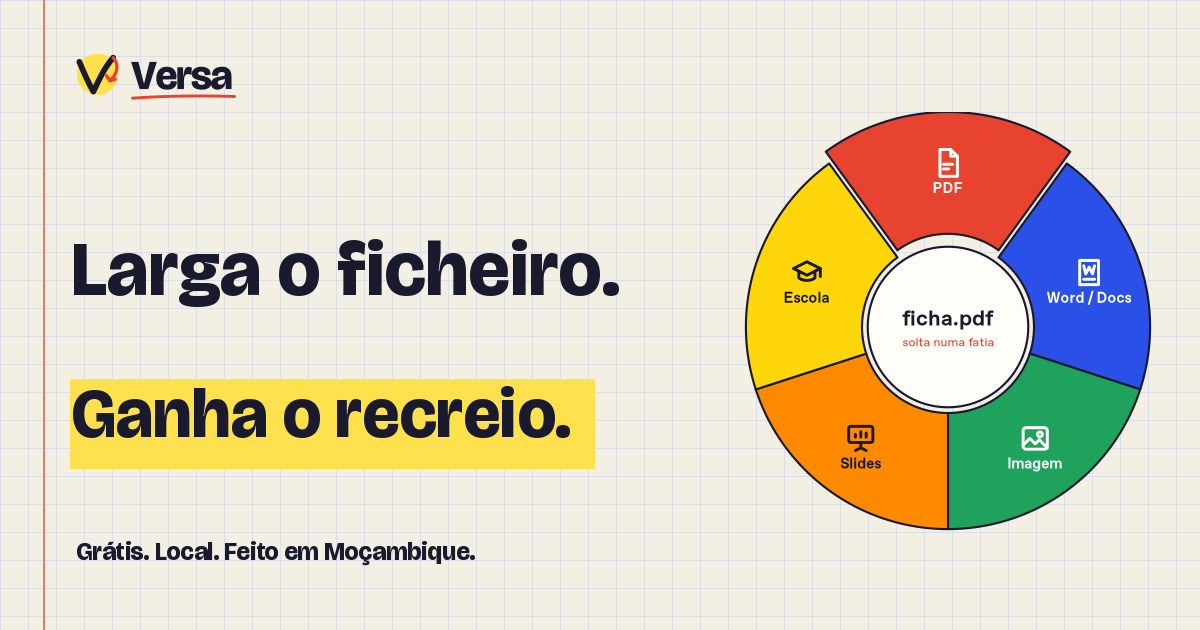 Versa
Larga o ficheiro.
Ganha o recreio.
Grátis. Local. Feito em Moçambique.
PDF
Escola
Word / Docs
ficha.pdf
solta numa fatia
Slides
Imagem